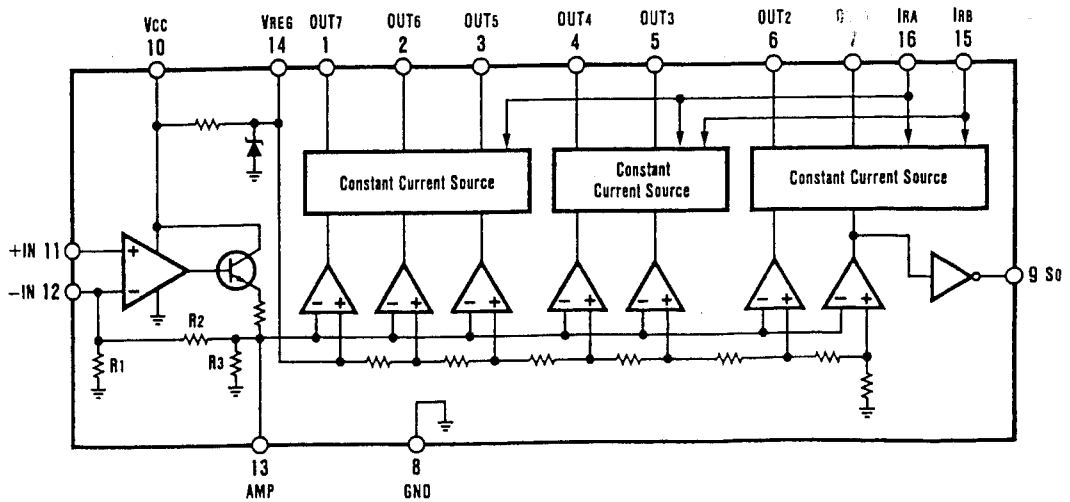 VCC
10
VREG
14
OUT7
1
OUT6
2
OUT5
3
OUT4
4
OUT3
5
OUT2
6
7
IRA
16
IRB
15
Constant Current Source
Constant
Current Source
Constant Current Source
+IN 11
+
-IN 12
−
− +
− +
− +
− +
− +
− +
− +
9 SO
R2
R1
R3
13
AMP
8
GND